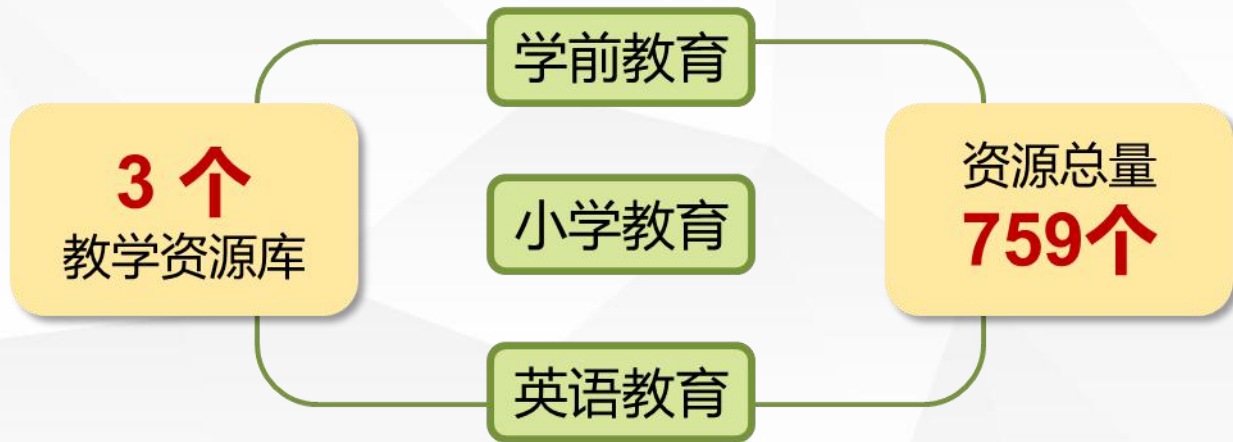 学前教育
3 个
教学资源库
小学教育
资源总量
759个
英语教育